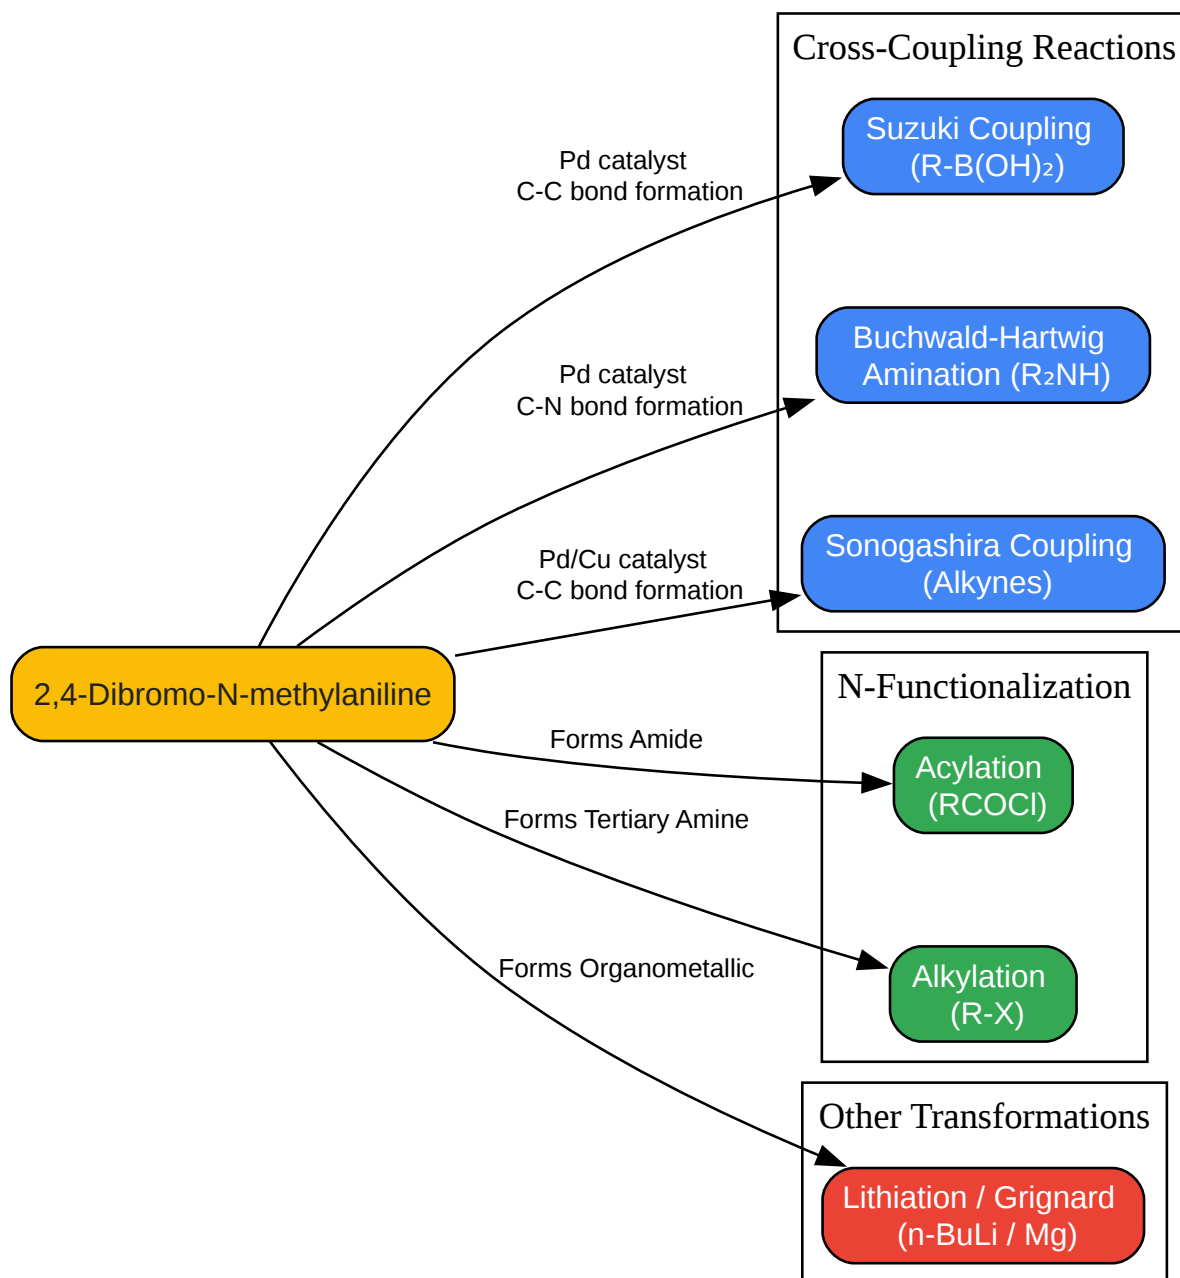 Cross-Coupling Reactions
Suzuki Coupling
(R-B(OH)₂)
Pd catalyst
C-C bond formation
Buchwald-Hartwig
Amination (R₂NH)
Pd catalyst
C-N bond formation
Sonogashira Coupling
(Alkynes)
Pd/Cu catalyst
C-C bond formation
2,4-Dibromo-N-methylaniline
N-Functionalization
Forms Amide
Acylation
(RCOCl)
Forms Tertiary Amine
Alkylation
(R-X)
Forms Organometallic
Other Transformations
Lithiation / Grignard
(n-BuLi / Mg)